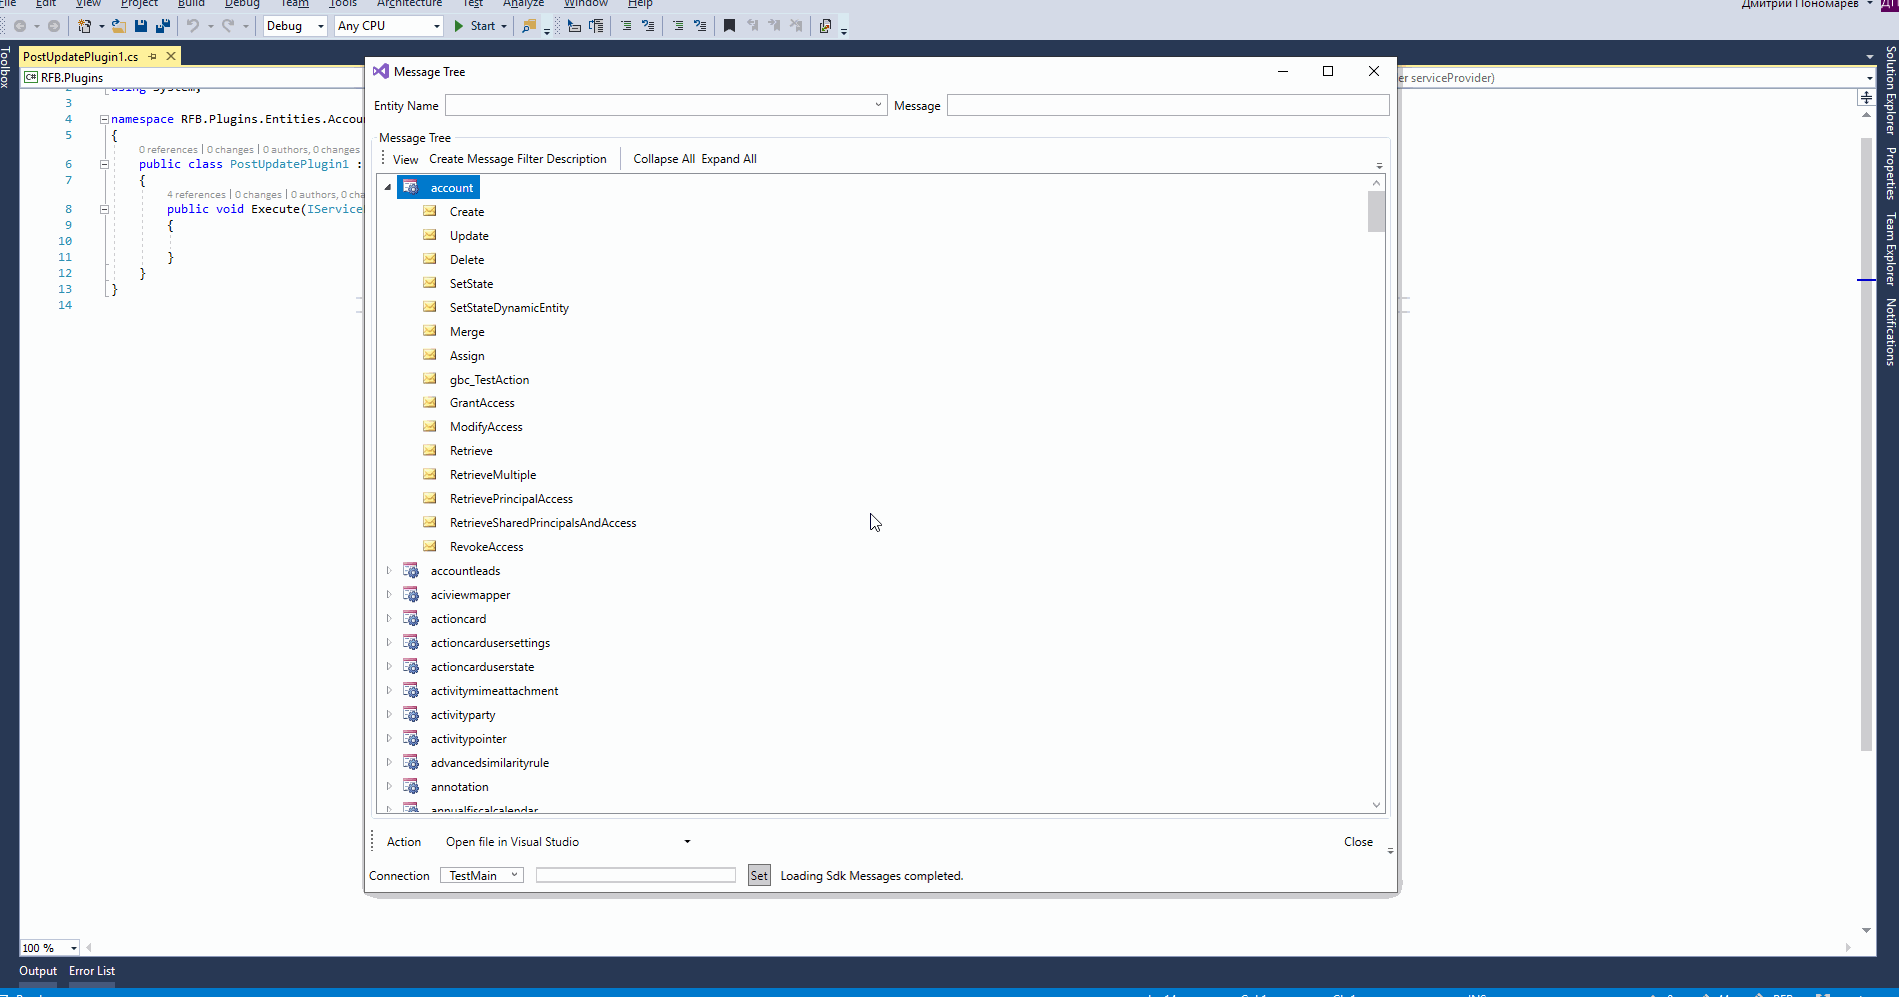 File Edit View Project Build Debug Team Tools Architecture Test Analyze Window Help
Дмитрий Пономарев
Debug Any CPU Start
PostUpdatePlugin1.cs
RFB.Plugins
er serviceProvider)
Toolbox
2 using System;
3
4 namespace RFB.Plugins.Entities.Accou
5 {
0 references | 0 changes | 0 authors, 0 changes
6 public class PostUpdatePlugin1 :
7 {
4 references | 0 changes | 0 authors, 0 cha
8 public void Execute(IService
9 {
10
11 }
12 }
13 }
14
Message Tree
Entity Name
Message
Message Tree
View Create Message Filter Description Collapse All Expand All
account
Create
Update
Delete
SetState
SetStateDynamicEntity
Merge
Assign
gbc_TestAction
GrantAccess
ModifyAccess
Retrieve
RetrieveMultiple
RetrievePrincipalAccess
RetrieveSharedPrincipalsAndAccess
RevokeAccess
accountleads
aciviewmapper
actioncard
actioncardusersettings
actioncarduserstate
activitymimeattachment
activityparty
activitypointer
advancedsimilarityrule
annotation
annualfiscalcalendar
Action Open file in Visual Studio Close
Connection TestMain Set Loading Sdk Messages completed.
Solution Explorer
Properties
Team Explorer
Notifications
100 %
Output Error List